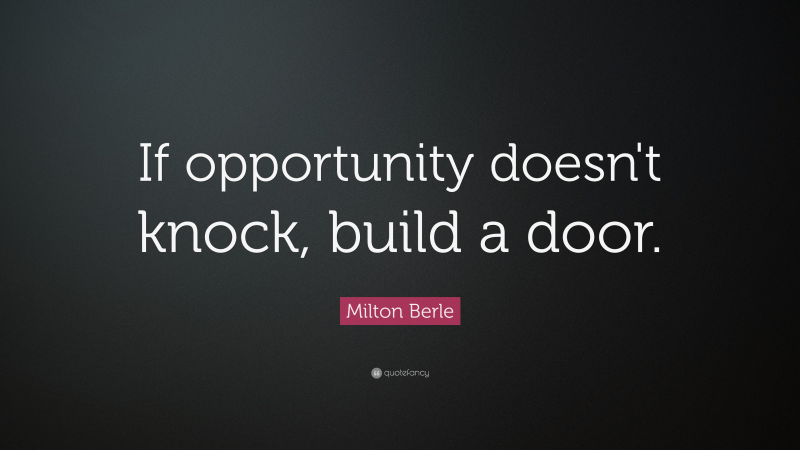 If opportunity doesn't
knock, build a door.
Milton Berle
quotefancy